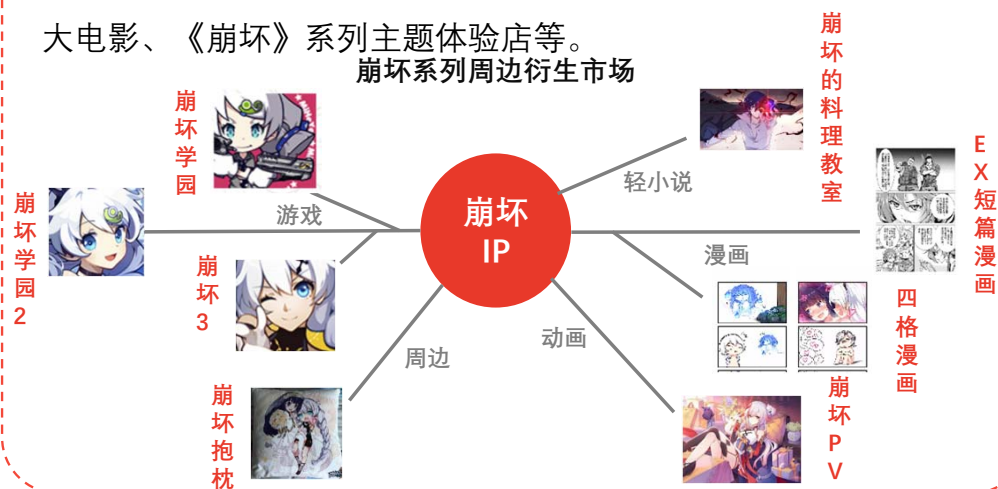 大电影、《崩坏》系列主题体验店等。
崩坏系列周边衍生市场
崩坏学园
崩坏学园2
崩坏3
崩坏抱枕
游戏
周边
崩坏
IP
轻小说
漫画
动画
崩坏的料理教室
EX短篇漫画
四格漫画
崩坏PV